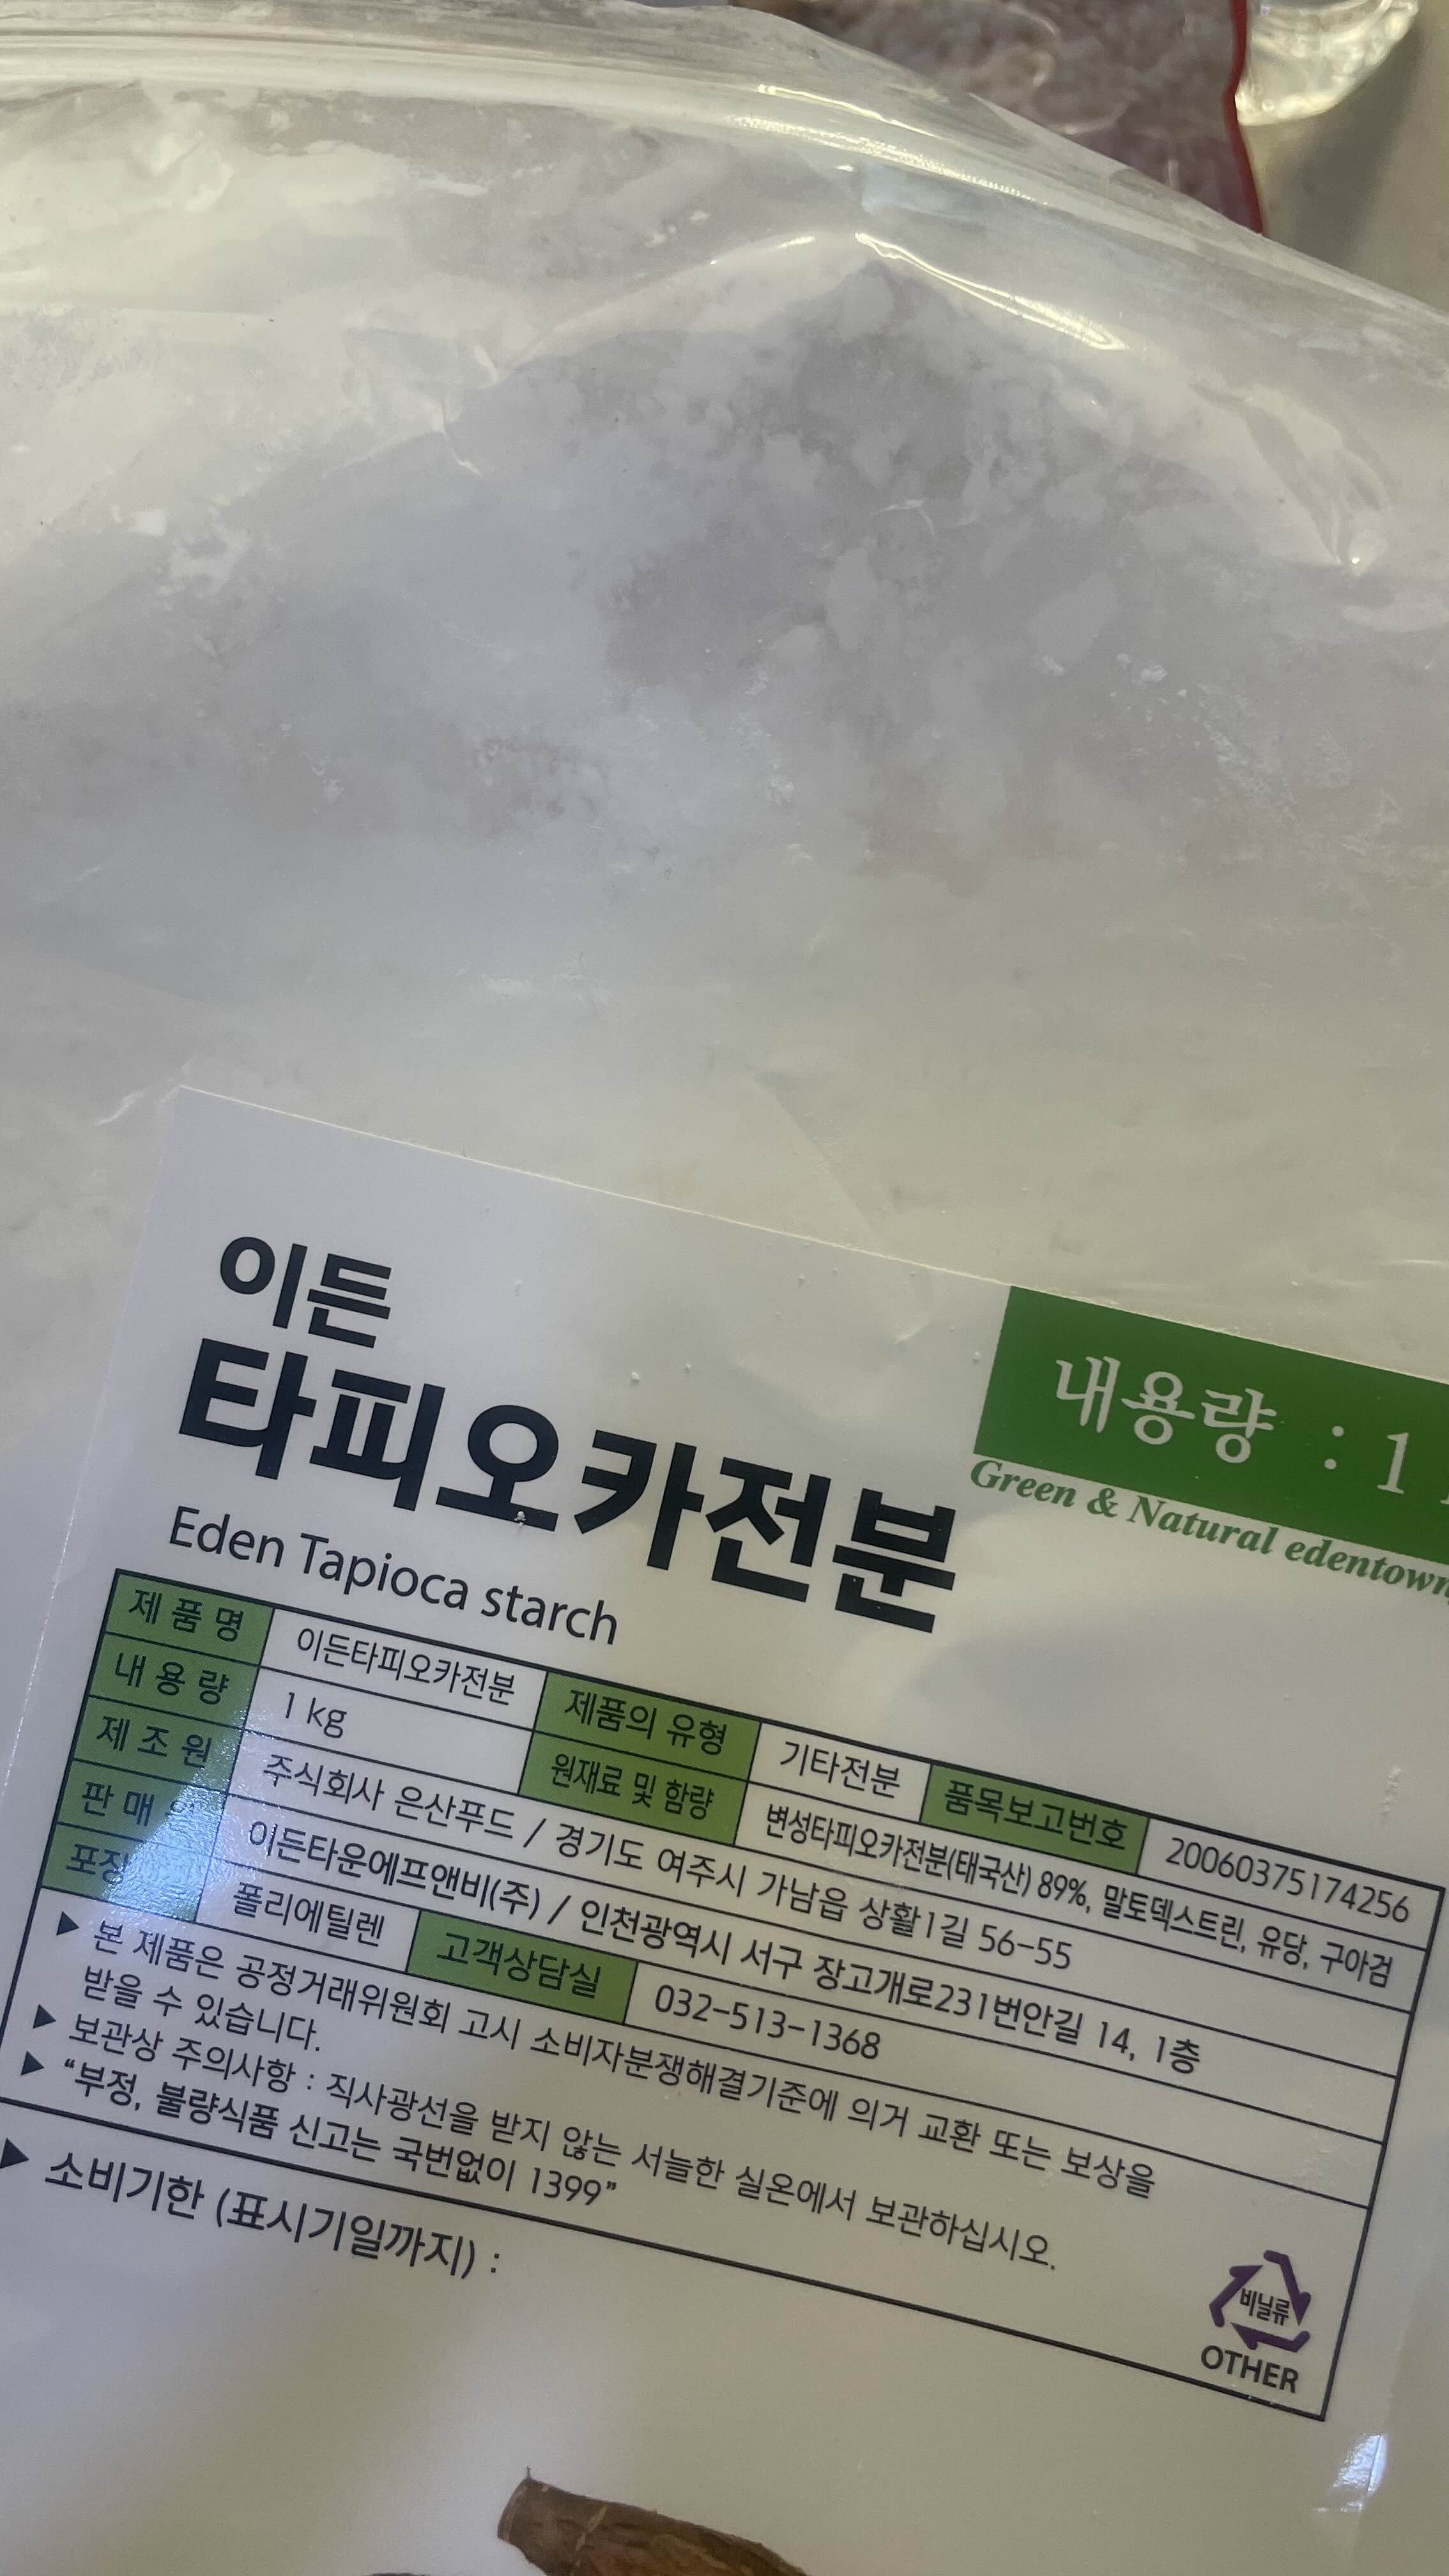 이든
타피오카전분
Eden Tapioca starch
내용량 : 1
Green & Natural edentown
제 품 명 이든타피오카전분 제품의 유형 기타전분 품목보고번호 200603751742​56
내 용 량 1 kg 원재료 및 함량 변성타피오카전분(태국산) 89%, 말토덱스트린, 유당, 구아검
제 조 원 주식회사 은산푸드 / 경기도 여주시 가남읍 상활1길 56-55
판 매 이든타운에프앤비(주) / 인천광역시 서구 장고개로231번안길 14, 1층
포장 폴리에틸렌 고객상담실 032-513-1368
▶ 본 제품은 공정거래위원회 고시 소비자분쟁해결기준에 의거 교환 또는 보상을
받을 수 있습니다.
▶ 보관상 주의사항 : 직사광선을 받지 않는 서늘한 실온에서 보관하십시오.
▶ “부정, 불량식품 신고는 국번없이 1399”
▶ 소비기한 (표시기일까지) :
비닐류
OTHER